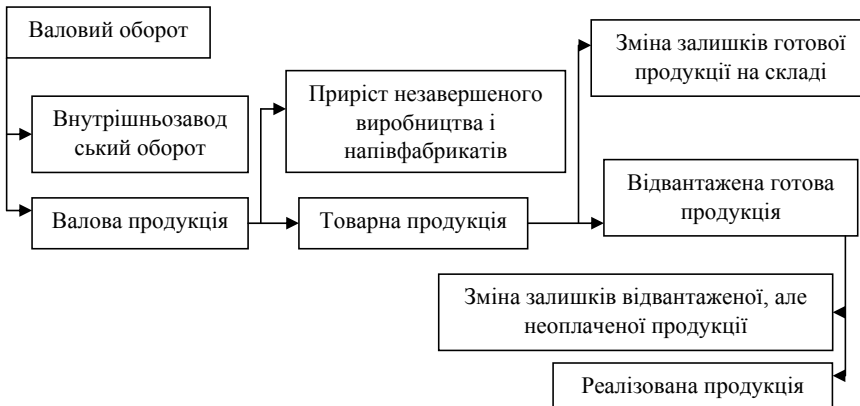 Валовий оборот
Зміна залишків готової
продукції на складі
Приріст незавершеного
виробництва і
напівфабрикатів
Внутрішньозавод
ський оборот
Відвантажена готова
продукція
Валова продукція
Товарна продукція
Зміна залишків відвантаженої, але
неоплаченої продукції
Реалізована продукція